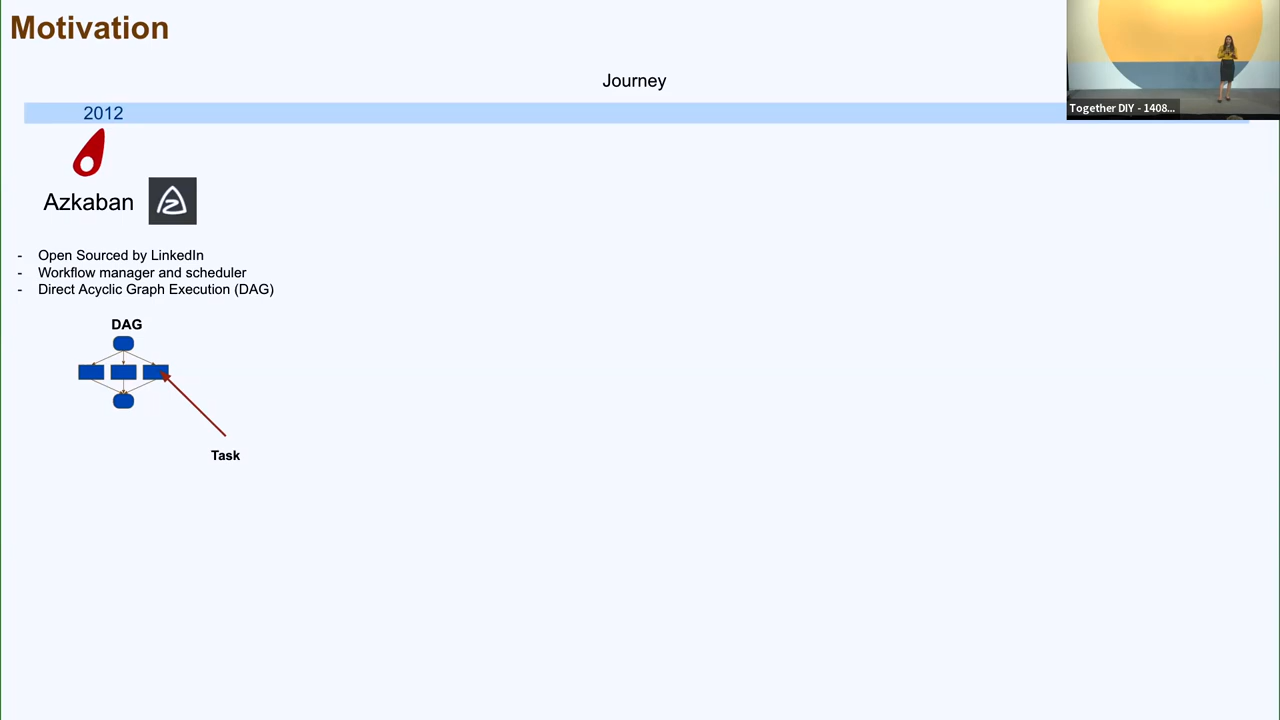 Motivation
Journey
2012
Azkaban
- Open Sourced by LinkedIn
- Workflow manager and scheduler
- Direct Acyclic Graph Execution (DAG)
DAG
Task
Together DIY - 1408...